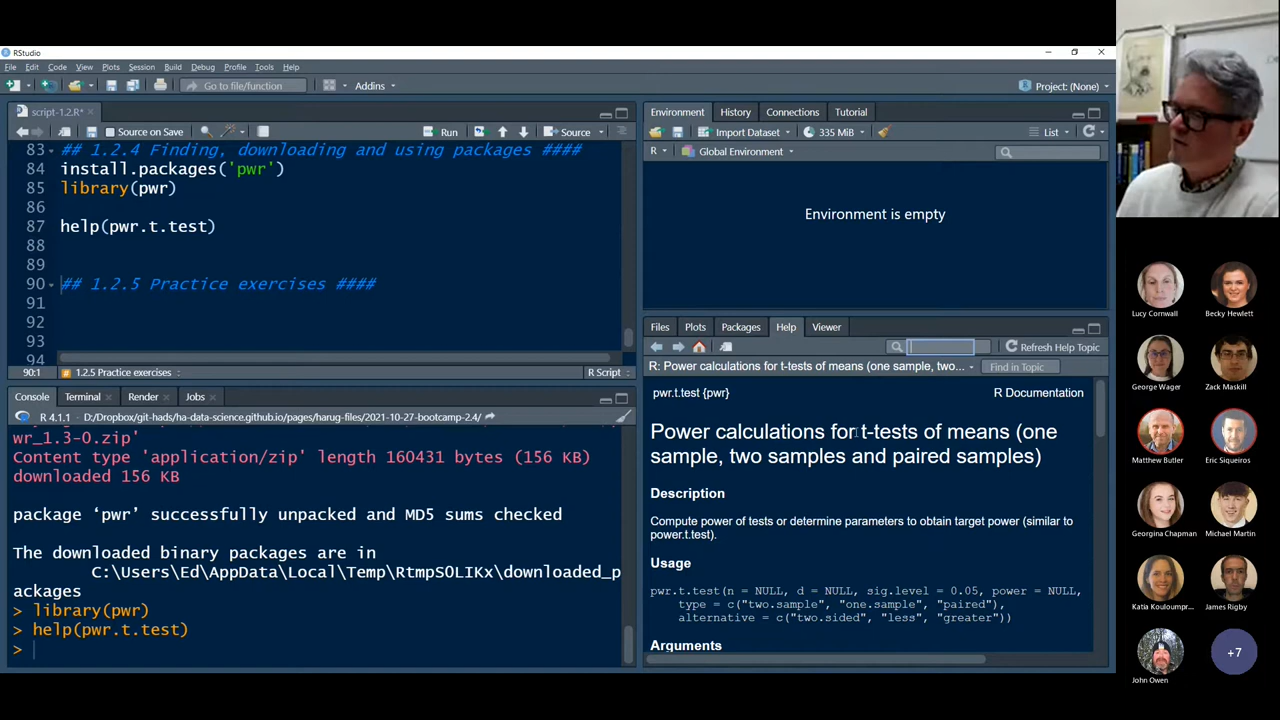 RStudio
File Edit Code View Plots Session Build Debug Profile Tools Help
Go to file/function Addins Project: (None)
script-1.2.R*
Source on Save Run Source
83 ## 1.2.4 Finding, downloading and using packages ####
84 install.packages('pwr')
85 library(pwr)
86
87 help(pwr.t.test)
88
89
90 ## 1.2.5 Practice exercises ####
91
92
93
94
90:1 # 1.2.5 Practice exercises R Script
Console Terminal Render Jobs
R 4.1.1 · D:/Dropbox/git-hads/ha-data-science.github.io/pages/harug-files/2021-10-27-bootcamp-2.4/
wr_1.3-0.zip'
Content type 'application/zip' length 160431 bytes (156 KB)
downloaded 156 KB
package ‘pwr’ successfully unpacked and MD5 sums checked
The downloaded binary packages are in
C:\Users\Ed\AppData\Local\Temp\RtmpSOLIKx\downloaded_p
ackages
> library(pwr)
> help(pwr.t.test)
>
Environment History Connections Tutorial
Import Dataset 335 MiB List
R Global Environment
Environment is empty
Files Plots Packages Help Viewer
Refresh Help Topic
R: Power calculations for t-tests of means (one sample, two... Find in Topic
pwr.t.test {pwr} R Documentation
Power calculations for t-tests of means (one
sample, two samples and paired samples)
Description
Compute power of tests or determine parameters to obtain target power (similar to
power.t.test).
Usage
pwr.t.test(n = NULL, d = NULL, sig.level = 0.05, power = NULL,
type = c("two.sample", "one.sample", "paired"),
alternative = c("two.sided", "less", "greater"))
Arguments
Lucy Cornwall Becky Hewlett
George Wager Zack Maskill
Matthew Butler Eric Siqueiros
Georgina Chapman Michael Martin
Katia Kouloumpr... James Rigby
John Owen +7